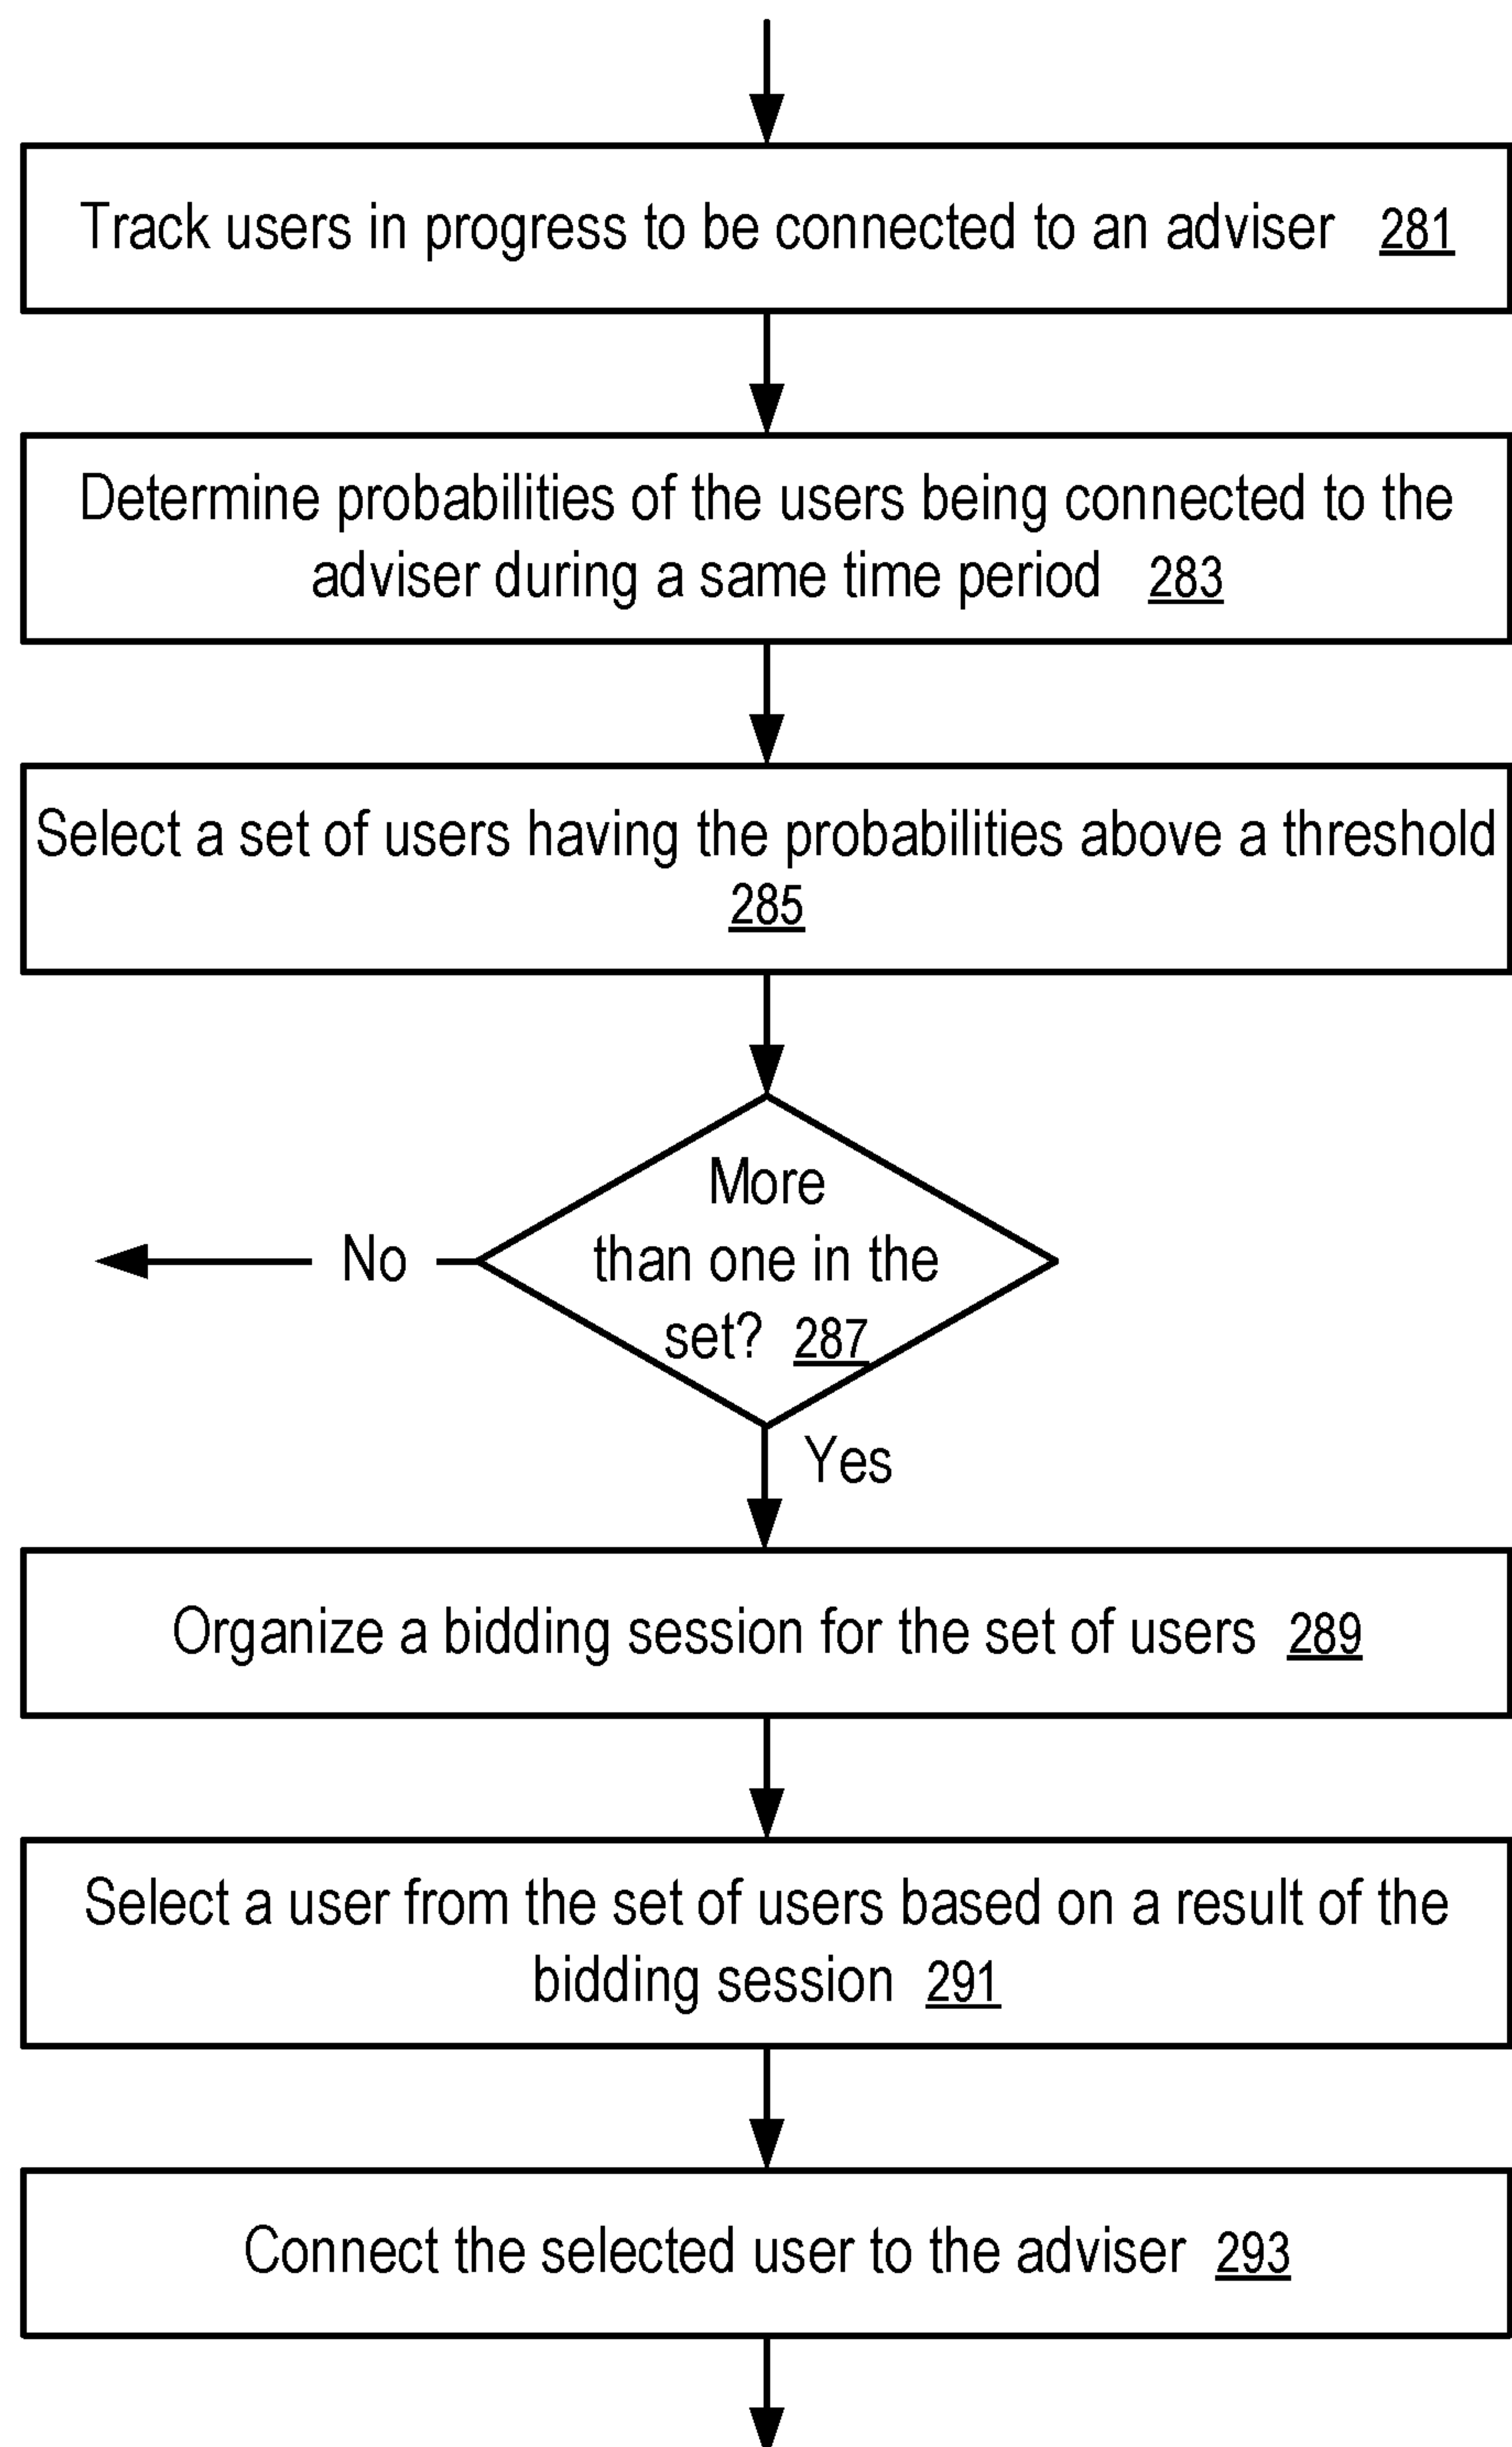 Track users in progress to be connected to an adviser 281
Determine probabilities of the users being connected to the
adviser during a same time period 283
Select a set of users having the probabilities above a threshold
285
More
than one in the
set? 287
No
Yes
Organize a bidding session for the set of users 289
Select a user from the set of users based on a result of the
bidding session 291
Connect the selected user to the adviser 293